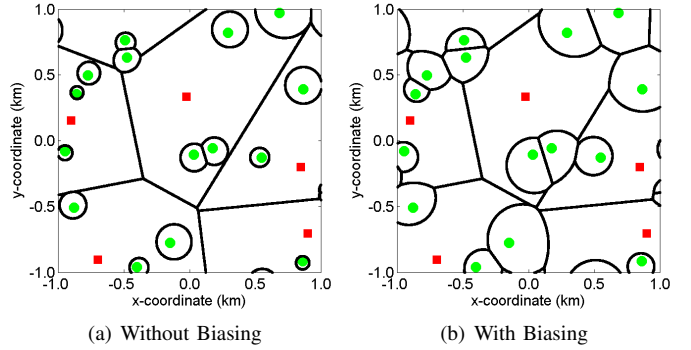 1.0
0.5
0.0
-0.5
-1.0
y-coordinate (km)
-1.0 -0.5 0.0 0.5 1.0
x-coordinate (km)
(a) Without Biasing
1.0
0.5
0.0
-0.5
-1.0
y-coordinate (km)
-1.0 -0.5 0.0 0.5 1.0
x-coordinate (km)
(b) With Biasing